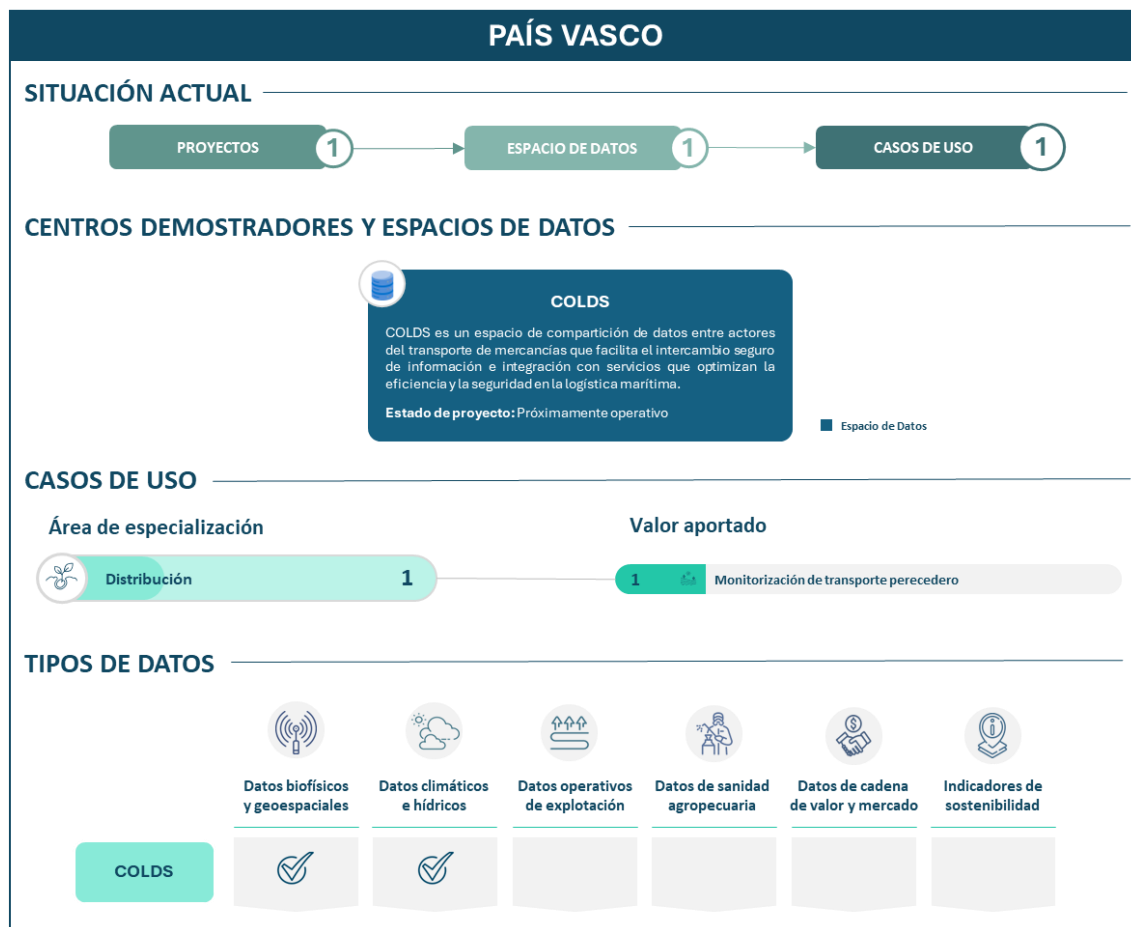 PAÍS VASCO
SITUACIÓN ACTUAL
PROYECTOS 1
ESPACIO DE DATOS 1
CASOS DE USO 1
CENTROS DEMOSTRADORES Y ESPACIOS DE DATOS
COLDS
COLDS es un espacio de compartición de datos entre actores
del transporte de mercancías que facilita el intercambio seguro
de información e integración con servicios que optimizan la
eficiencia y la seguridad en la logística marítima.
Estado de proyecto: Próximamente operativo
Espacio de Datos
CASOS DE USO
Área de especialización
Distribución 1
Valor aportado
1 Monitorización de transporte perecedero
TIPOS DE DATOS
Datos biofísicos
y geoespaciales
Datos climáticos
e hídricos
Datos operativos
de explotación
Datos de sanidad
agropecuaria
Datos de cadena
de valor y mercado
Indicadores de
sostenibilidad
COLDS